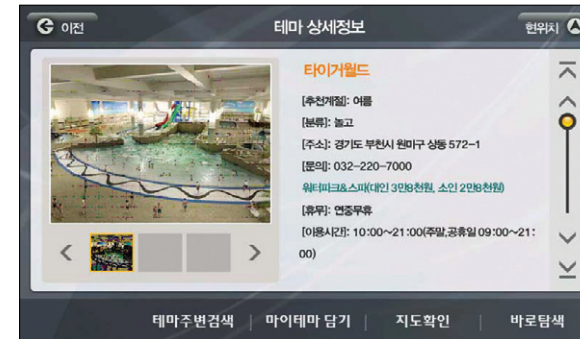 이전
테마 상세정보
현위치
타이거월드
[추천계절]: 여름
[분류]: 놀고
[주소]: 경기도 부천시 원미구 상동 572-1
[문의]: 032-220-7000
워터파크&스파(대인 3만8천원, 소인 2만8천원)
[휴무]: 연중무휴
[이용시간]: 10:00~21:00(주말,공휴일 09:00~21:
00)
테마주변검색
마이테마 담기
지도확인
바로탐색